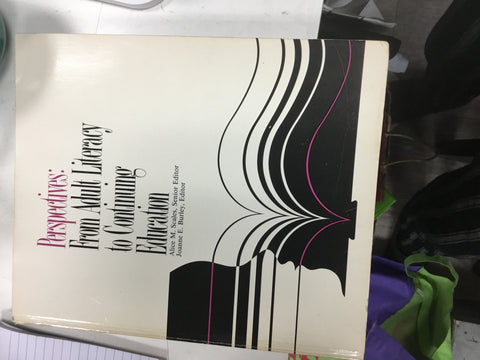 Perspectives:
From Adult Literacy
to Continuing
Education
Alice M. Scales, Senior Editor
Joanne E. Burley, Editor